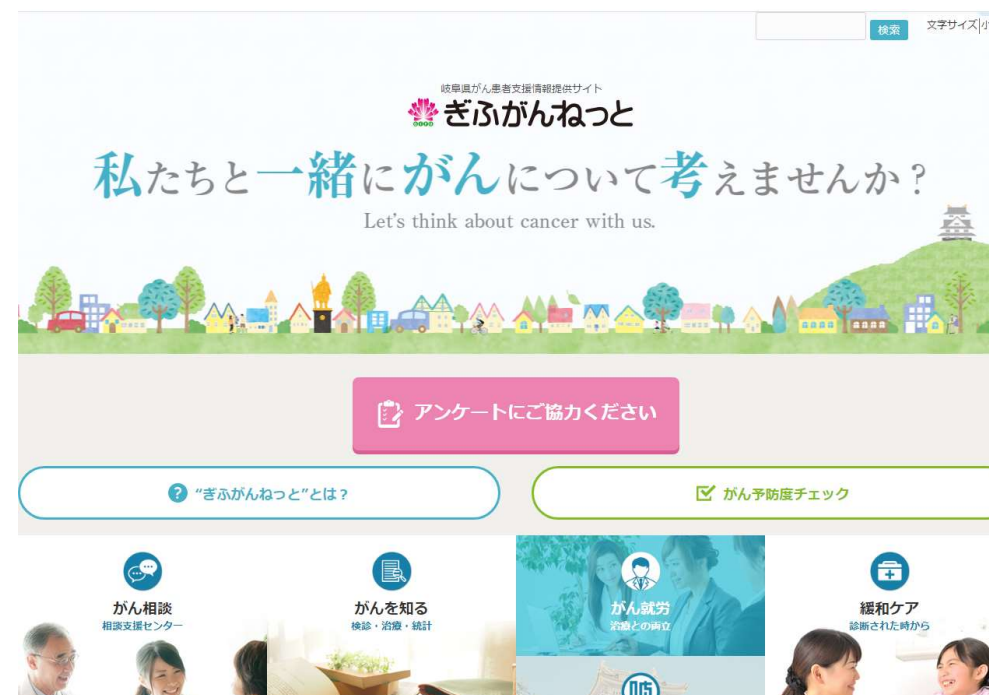 検索
文字サイズ 小
岐阜県がん患者支援情報提供サイト
ぎふがんねっと
私たちと一緒にがんについて考えませんか?
Let's think about cancer with us.
アンケートにご協力ください
"ぎふがんねっと"とは?
がん予防度チェック
がん相談
相談支援センター
がんを知る
検診・治療・統計
がん就労
治療との両立
緩和ケア
診断された時から
岐